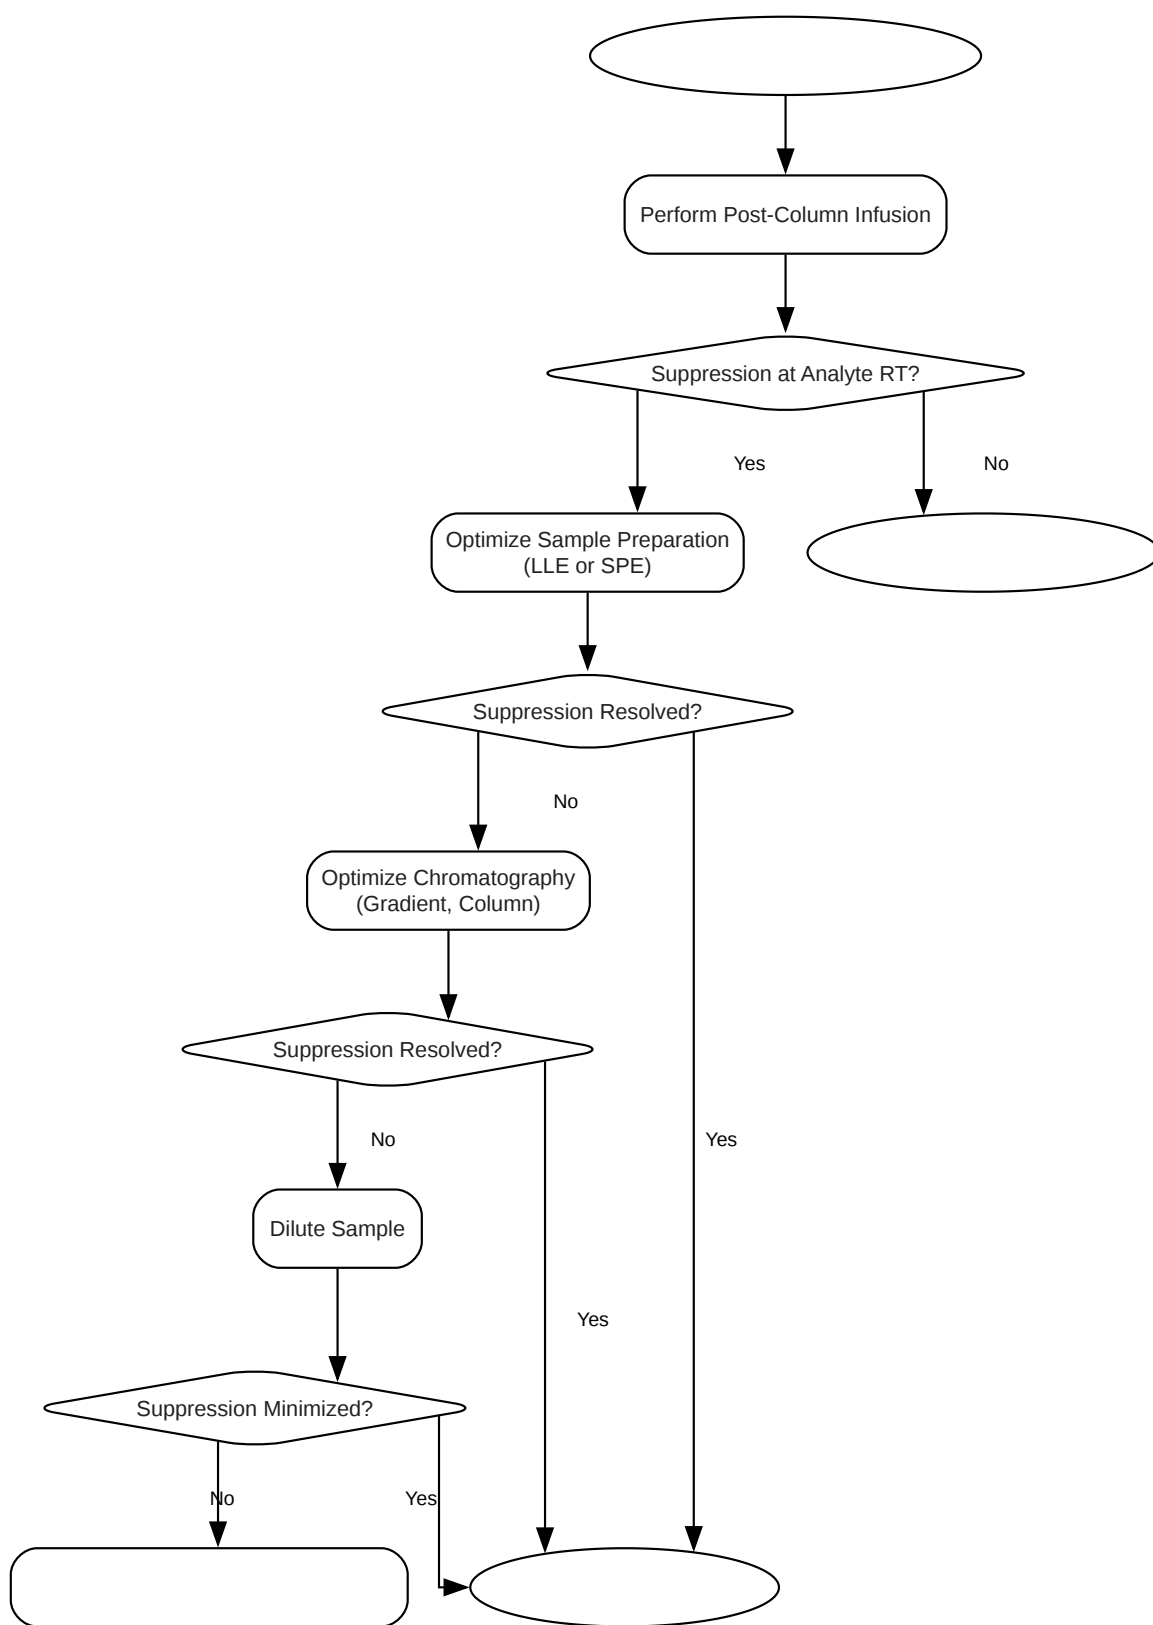 Perform Post-Column Infusion
Suppression at Analyte RT?
Yes
No
Optimize Sample Preparation
(LLE or SPE)
Suppression Resolved?
No
Optimize Chromatography
(Gradient, Column)
Suppression Resolved?
No
Yes
Dilute Sample
Yes
Suppression Minimized?
No
Yes